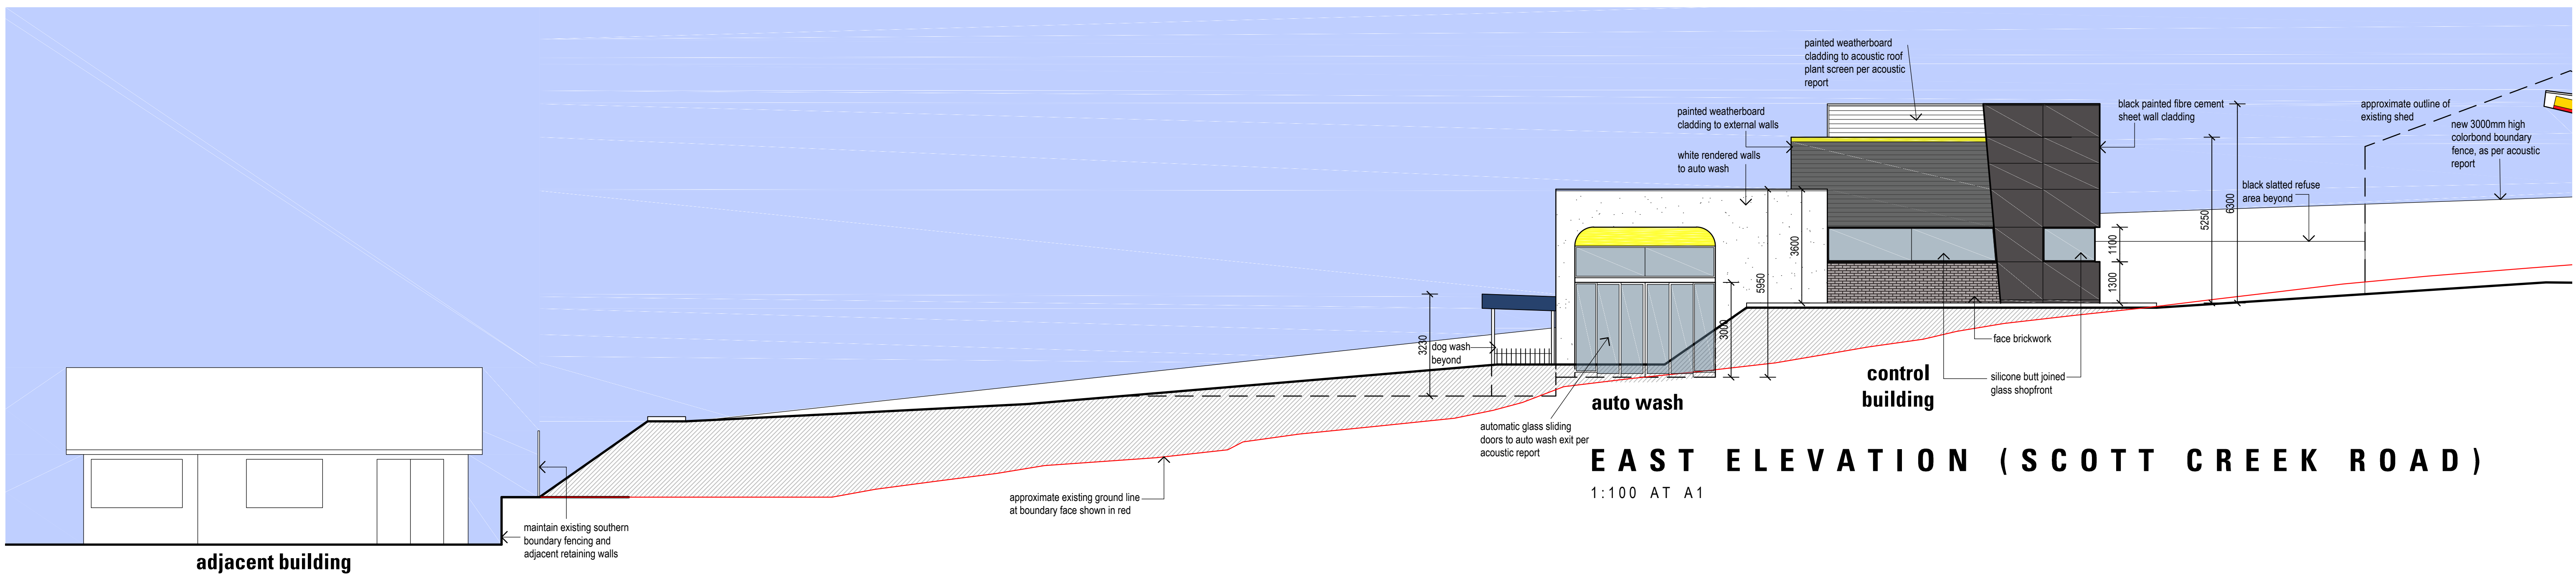 painted weatherboard
cladding to acoustic roof
plant screen per acoustic
report
painted weatherboard
cladding to external walls
white rendered walls
to auto wash
black painted fibre cement
sheet wall cladding
approximate outline of
existing shed
new 3000mm high
colorbond boundary
fence, as per acoustic
report
black slatted refuse
area beyond
6300
5250
1100
1300
3600
5950
3000
3230
dog wash
beyond
face brickwork
silicone butt joined
glass shopfront
control
building
auto wash
automatic glass sliding
doors to auto wash exit per
acoustic report
EAST ELEVATION (SCOTT CREEK ROAD)
1:100 AT A1
approximate existing ground line
at boundary face shown in red
maintain existing southern
boundary fencing and
adjacent retaining walls
adjacent building